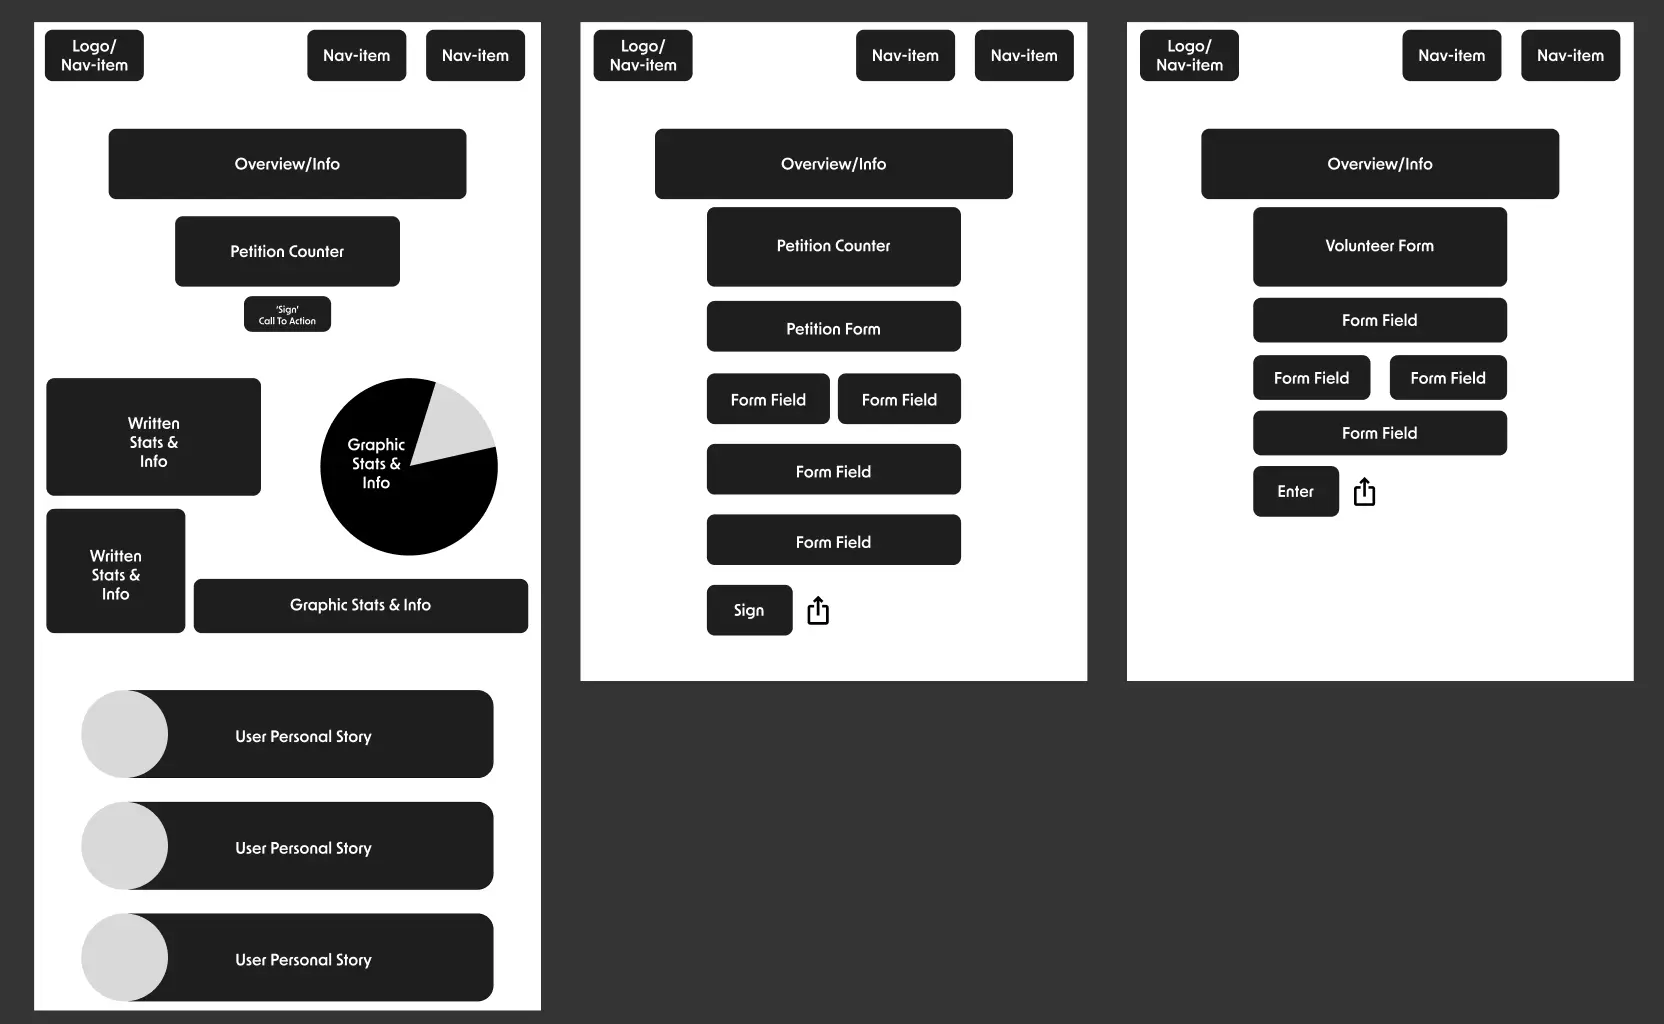 Logo/
Nav-item
Nav-item
Nav-item
Overview/Info
Petition Counter
'Sign'
Call To Action
Written
Stats &
Info
Graphic
Stats &
Info
Written
Stats &
Info
Graphic Stats & Info
User Personal Story
User Personal Story
User Personal Story
Logo/
Nav-item
Nav-item
Nav-item
Overview/Info
Petition Counter
Petition Form
Form Field
Form Field
Form Field
Form Field
Sign
Logo/
Nav-item
Nav-item
Nav-item
Overview/Info
Volunteer Form
Form Field
Form Field
Form Field
Form Field
Enter